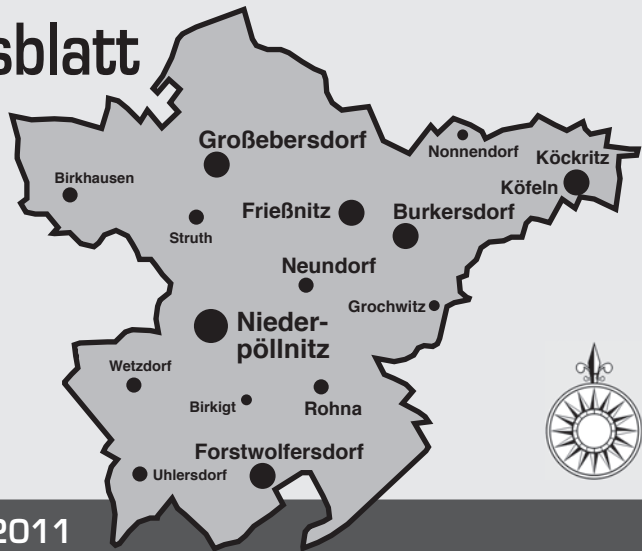 sblatt
Großebersdorf
Nonnendorf
Köckritz
Birkhausen
Köfeln
Frießnitz
Burkersdorf
Struth
Neundorf
Grochwitz
Nieder-
pöllnitz
Wetzdorf
Birkigt
Rohna
Forstwolfersdorf
Uhlersdorf
2011